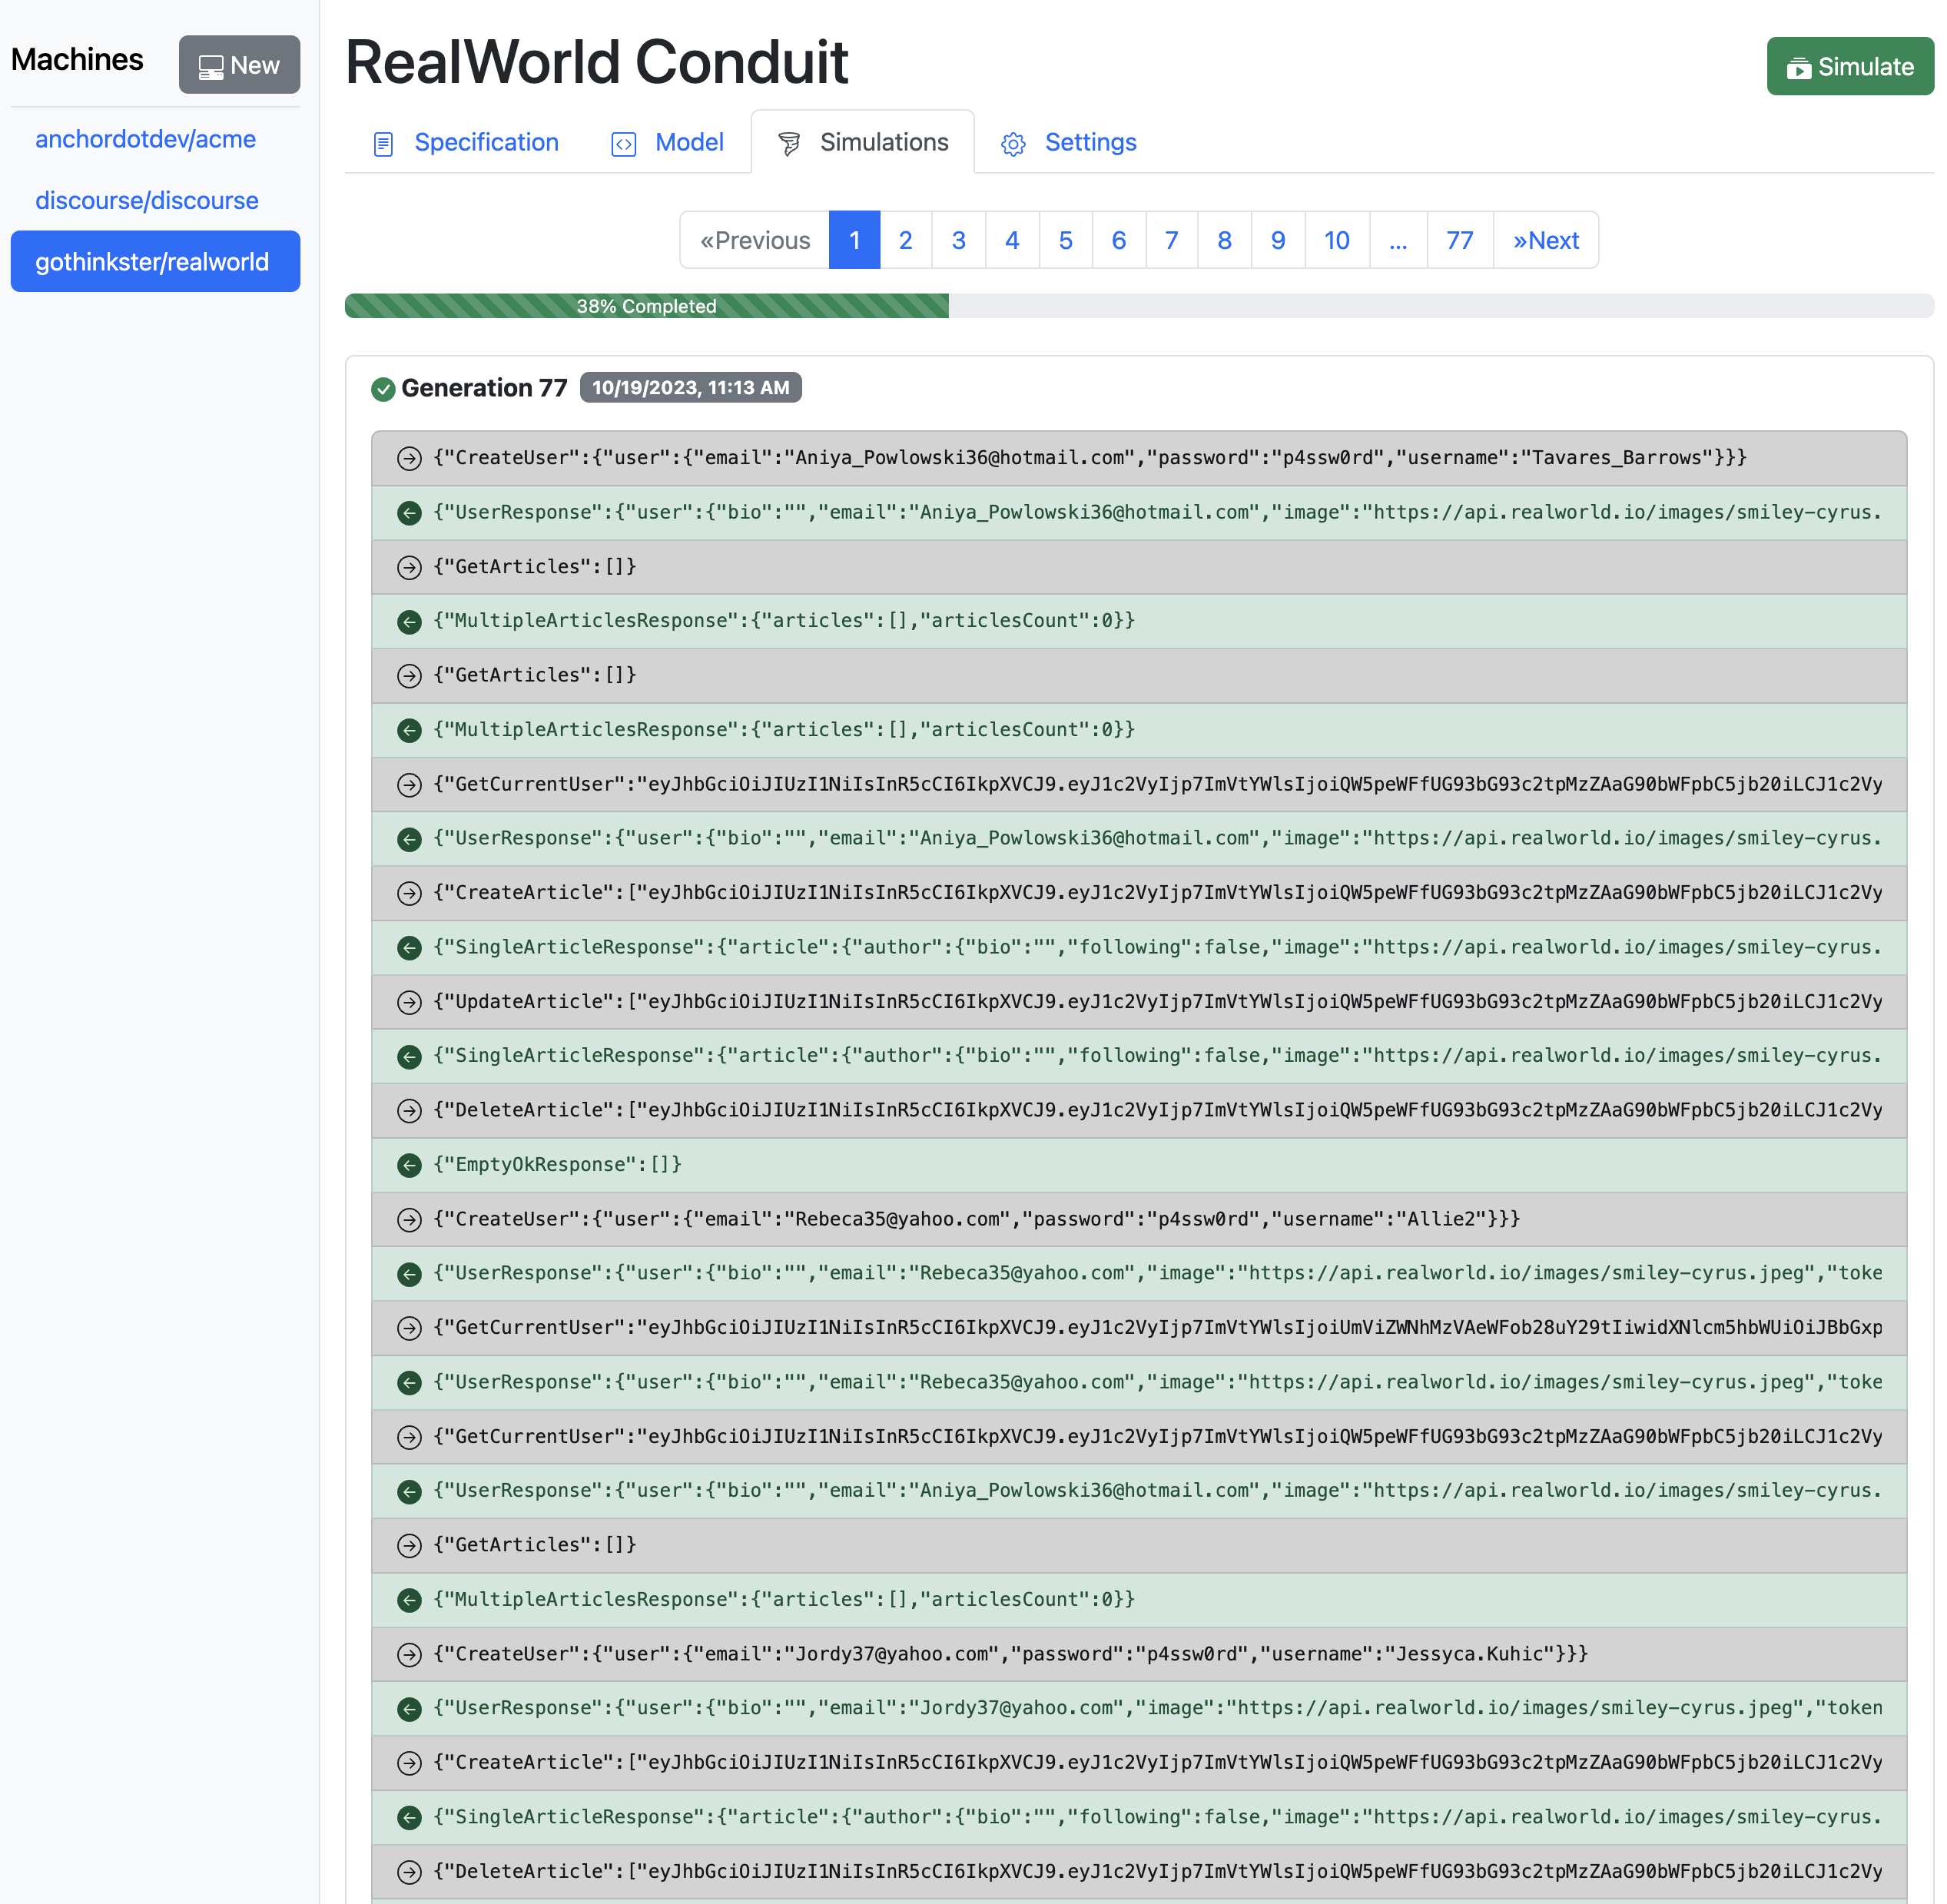 Machines
New
anchordotdev/acme
discourse/discourse
gothinkster/realworld
RealWorld Conduit
Simulate
Specification Model Simulations Settings
«Previous 1 2 3 4 5 6 7 8 9 10 ... 77 »Next
38% Completed
Generation 77 10/19/2023, 11:13 AM
{"CreateUser":{"user":{"email":"Aniya_Powlowski36@hotmail.com","password":"p4ssw0rd","username":"Tavares_Barrows"}}}
{"UserResponse":{"user":{"bio":"","email":"Aniya_Powlowski36@hotmail.com","image":"https://api.realworld.io/images/smiley-cyrus.
{"GetArticles":[]}
{"MultipleArticlesResponse":{"articles":[],"articlesCount":0}}
{"GetArticles":[]}
{"MultipleArticlesResponse":{"articles":[],"articlesCount":0}}
{"GetCurrentUser":"eyJhbGciOiJIUzI1NiIsInR5cCI6IkpXVCJ9.eyJ1c2VyIjp7ImVtYWlsIjoiQW5peWFfUG93bG93c2tpMzZAaG90bWFpbC5jb20iLCJ1c2Vy
{"UserResponse":{"user":{"bio":"","email":"Aniya_Powlowski36@hotmail.com","image":"https://api.realworld.io/images/smiley-cyrus.
{"CreateArticle":["eyJhbGciOiJIUzI1NiIsInR5cCI6IkpXVCJ9.eyJ1c2VyIjp7ImVtYWlsIjoiQW5peWFfUG93bG93c2tpMzZAaG90bWFpbC5jb20iLCJ1c2Vy
{"SingleArticleResponse":{"article":{"author":{"bio":"","following":false,"image":"https://api.realworld.io/images/smiley-cyrus.
{"UpdateArticle":["eyJhbGciOiJIUzI1NiIsInR5cCI6IkpXVCJ9.eyJ1c2VyIjp7ImVtYWlsIjoiQW5peWFfUG93bG93c2tpMzZAaG90bWFpbC5jb20iLCJ1c2Vy
{"SingleArticleResponse":{"article":{"author":{"bio":"","following":false,"image":"https://api.realworld.io/images/smiley-cyrus.
{"DeleteArticle":["eyJhbGciOiJIUzI1NiIsInR5cCI6IkpXVCJ9.eyJ1c2VyIjp7ImVtYWlsIjoiQW5peWFfUG93bG93c2tpMzZAaG90bWFpbC5jb20iLCJ1c2Vy
{"EmptyOkResponse":[]}
{"CreateUser":{"user":{"email":"Rebeca35@yahoo.com","password":"p4ssw0rd","username":"Allie2"}}}
{"UserResponse":{"user":{"bio":"","email":"Rebeca35@yahoo.com","image":"https://api.realworld.io/images/smiley-cyrus.jpeg","toke
{"GetCurrentUser":"eyJhbGciOiJIUzI1NiIsInR5cCI6IkpXVCJ9.eyJ1c2VyIjp7ImVtYWlsIjoiUmViZWNhMzVAeWFob28uY29tIiwidXNlcm5hbWUiOiJBbGxp
{"UserResponse":{"user":{"bio":"","email":"Rebeca35@yahoo.com","image":"https://api.realworld.io/images/smiley-cyrus.jpeg","toke
{"GetCurrentUser":"eyJhbGciOiJIUzI1NiIsInR5cCI6IkpXVCJ9.eyJ1c2VyIjp7ImVtYWlsIjoiQW5peWFfUG93bG93c2tpMzZAaG90bWFpbC5jb20iLCJ1c2Vy
{"UserResponse":{"user":{"bio":"","email":"Aniya_Powlowski36@hotmail.com","image":"https://api.realworld.io/images/smiley-cyrus.
{"GetArticles":[]}
{"MultipleArticlesResponse":{"articles":[],"articlesCount":0}}
{"CreateUser":{"user":{"email":"Jordy37@yahoo.com","password":"p4ssw0rd","username":"Jessyca.Kuhic"}}}
{"UserResponse":{"user":{"bio":"","email":"Jordy37@yahoo.com","image":"https://api.realworld.io/images/smiley-cyrus.jpeg","token
{"CreateArticle":["eyJhbGciOiJIUzI1NiIsInR5cCI6IkpXVCJ9.eyJ1c2VyIjp7ImVtYWlsIjoiQW5peWFfUG93bG93c2tpMzZAaG90bWFpbC5jb20iLCJ1c2Vy
{"SingleArticleResponse":{"article":{"author":{"bio":"","following":false,"image":"https://api.realworld.io/images/smiley-cyrus.
{"DeleteArticle":["eyJhbGciOiJIUzI1NiIsInR5cCI6IkpXVCJ9.eyJ1c2VyIjp7ImVtYWlsIjoiQW5peWFfUG93bG93c2tpMzZAaG90bWFpbC5jb20iLCJ1c2Vy